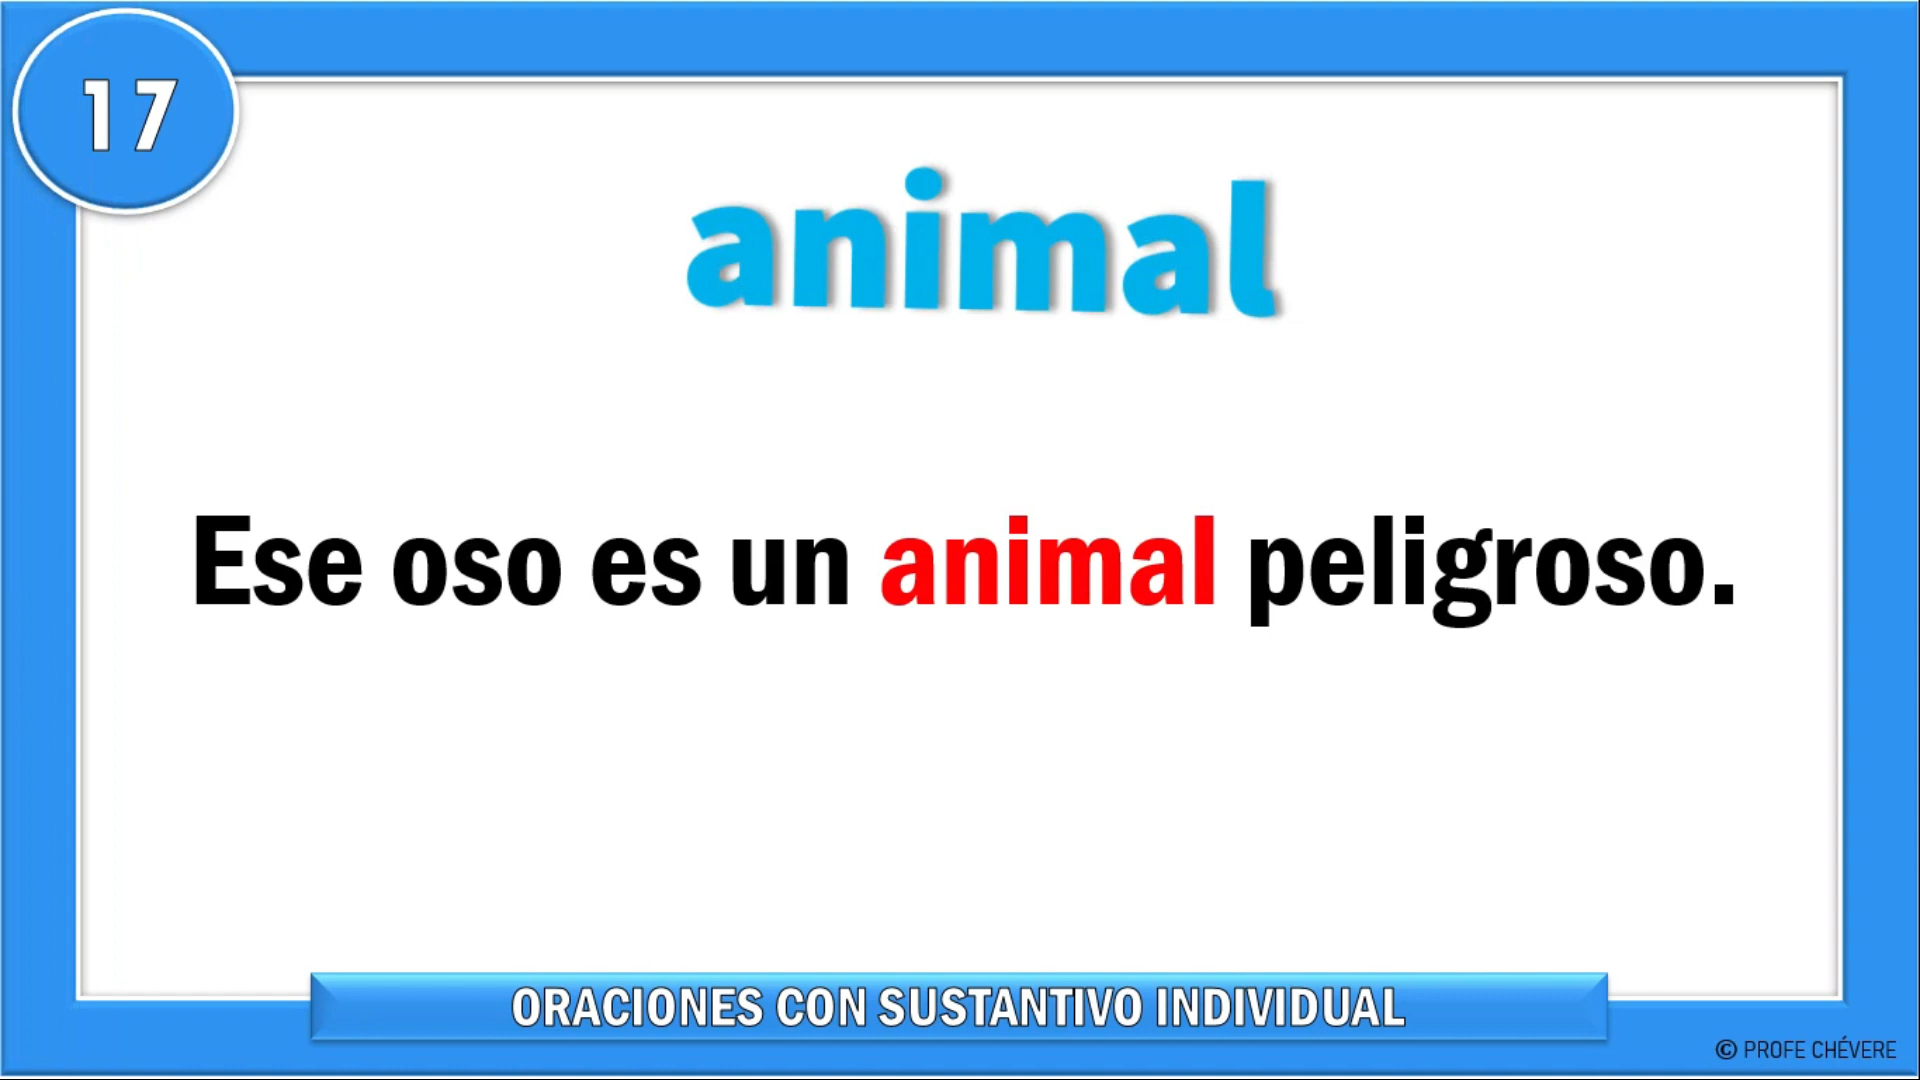 17
animal
Ese oso es un animal peligroso.
ORACIONES CON SUSTANTIVO INDIVIDUAL
© PROFE CHÉVERE